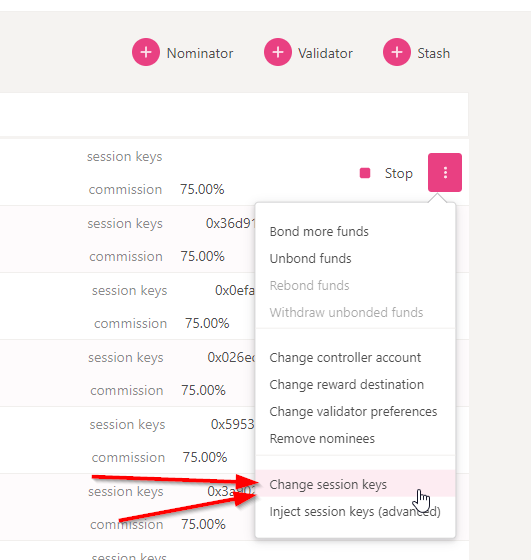 + Nominator + Validator + Stash
session keys
Stop
commission 75.00%
session keys 0x36d91
commission 75.00%
session keys 0x0efa
commission 75.00%
session keys 0x026ec
commission 75.00%
session keys 0x5953
commission 75.00%
session keys
commission 75.00%
session keys
Bond more funds
Unbond funds
Rebond funds
Withdraw unbonded funds
Change controller account
Change reward destination
Change validator preferences
Remove nominees
Change session keys
Inject session keys (advanced)